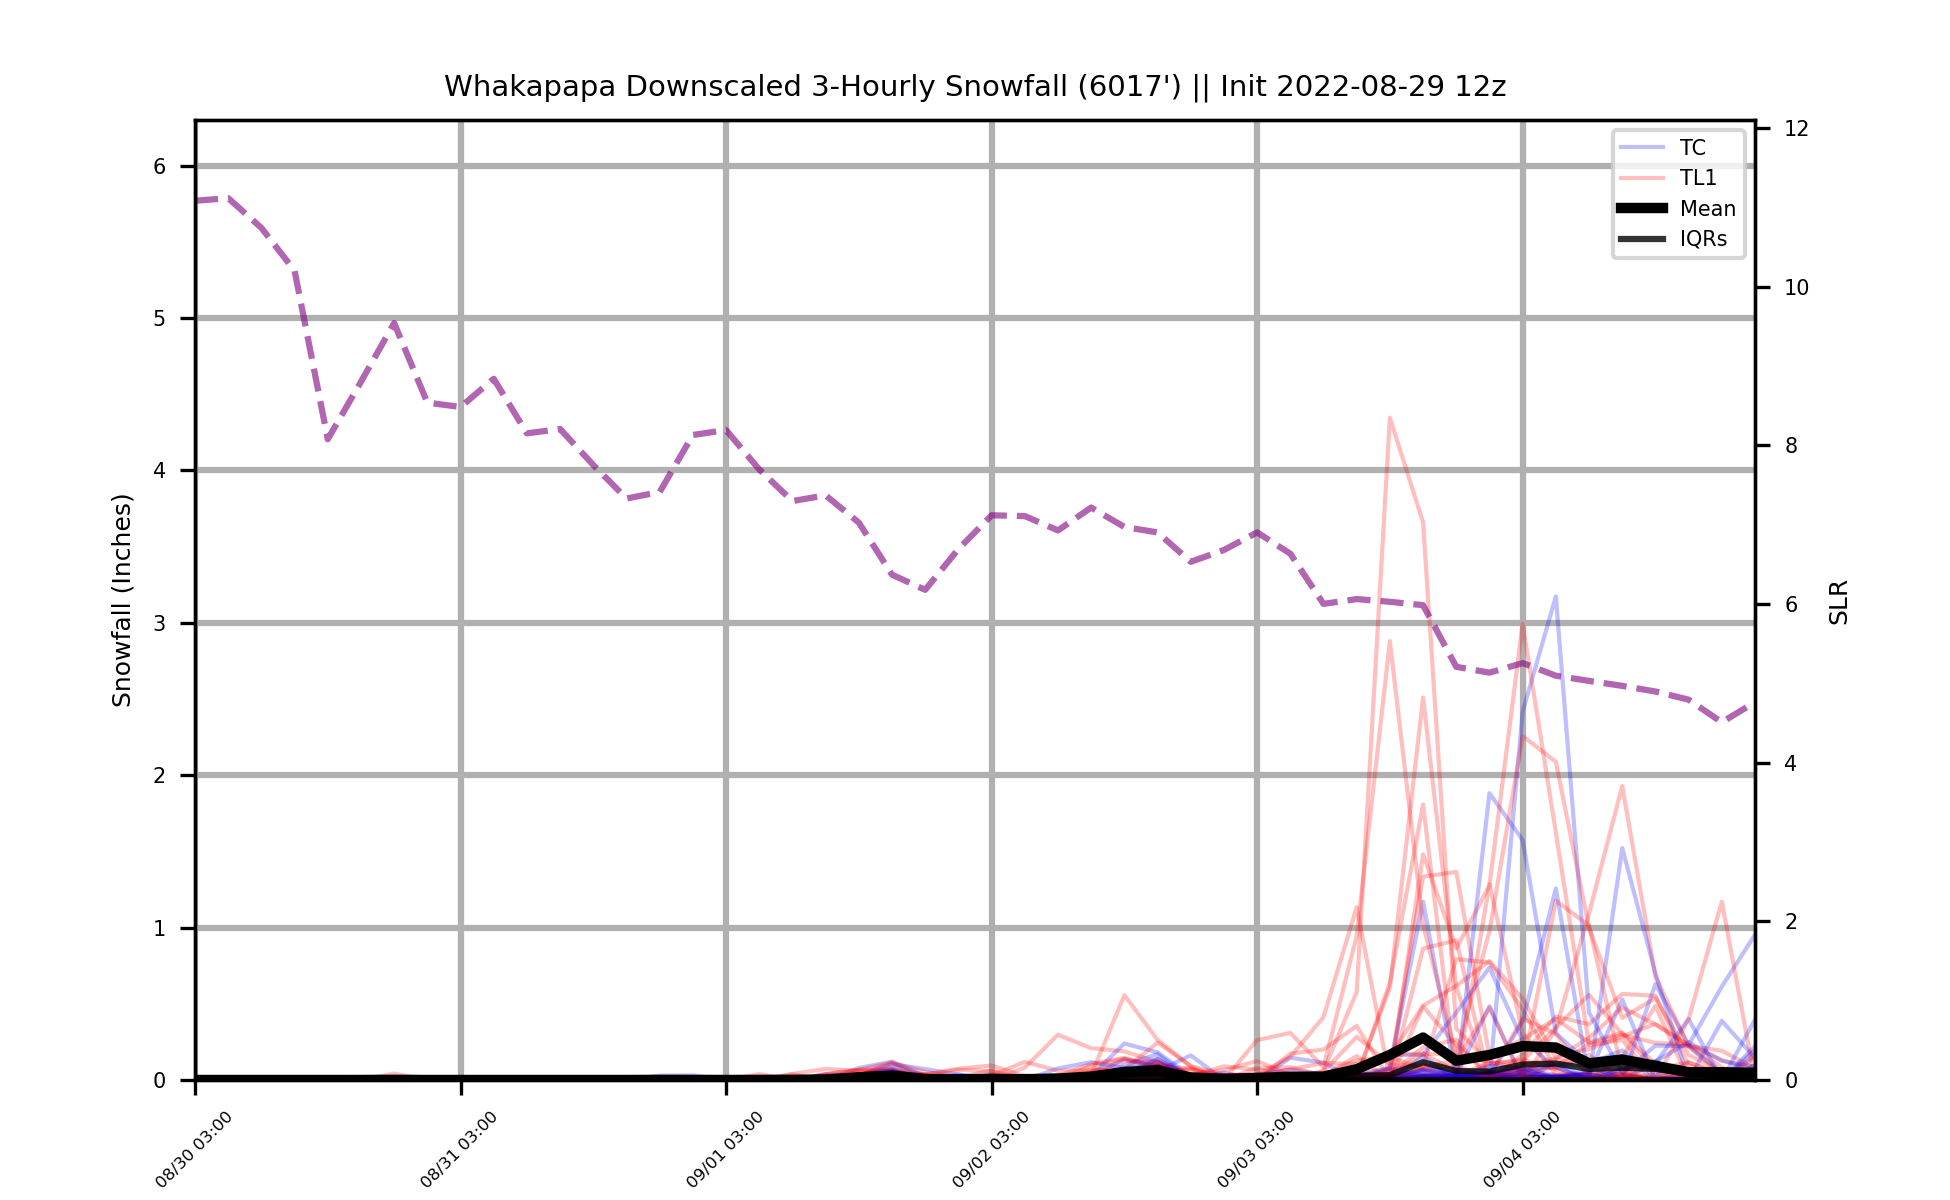 Whakapapa Downscaled 3-Hourly Snowfall (6017') || Init 2022-08-29 12z
TC
TL1
Mean
IQRs
Snowfall (Inches)
6
5
4
3
2
1
0
12
10
8
6
4
2
0
SLR
08/30 03:00
08/31 03:00
09/01 03:00
09/02 03:00
09/03 03:00
09/04 03:00